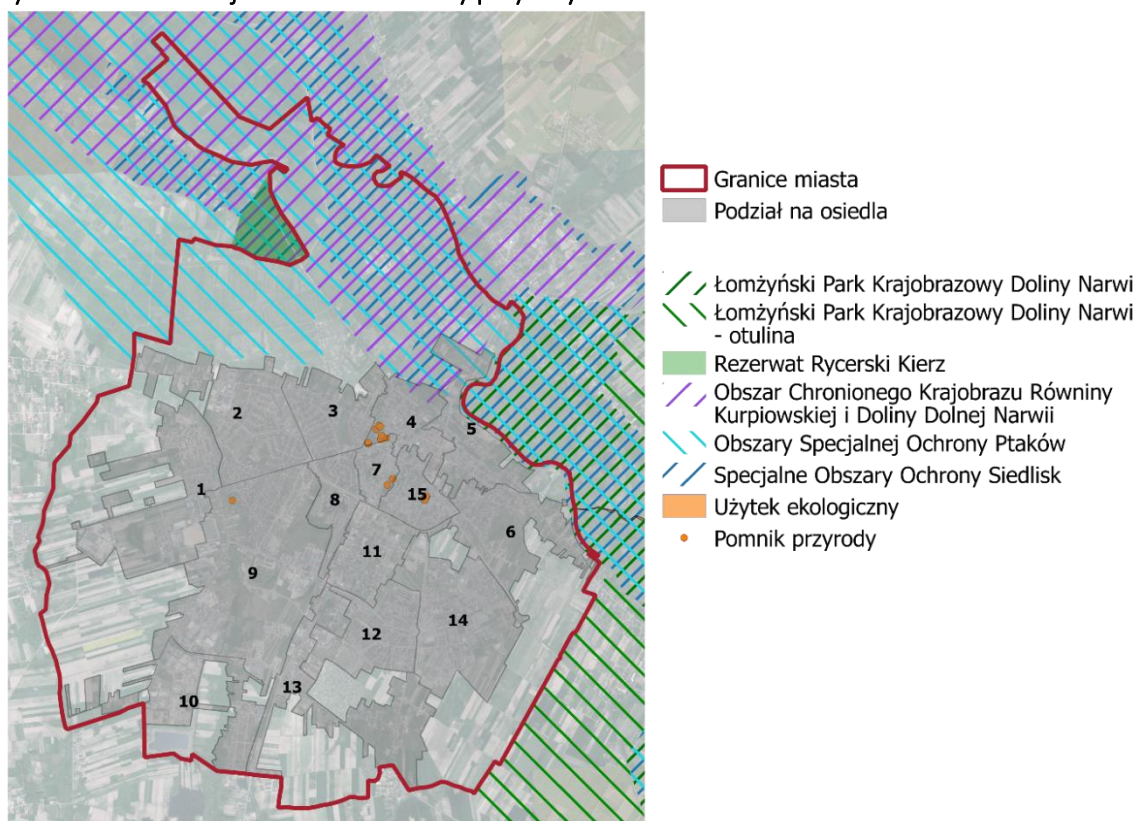 Granice miasta
Podział na osiedla
Łomżyński Park Krajobrazowy Doliny Narwi
Łomżyński Park Krajobrazowy Doliny Narwi
- otulina
Rezerwat Rycerski Kierz
Obszar Chronionego Krajobrazu Równiny
Kurpiowskiej i Doliny Dolnej Narwii
Obszary Specjalnej Ochrony Ptaków
Specjalne Obszary Ochrony Siedlisk
Użytek ekologiczny
Pomnik przyrody
2
3
4
5
1
7
8
15
6
11
9
14
12
13
10